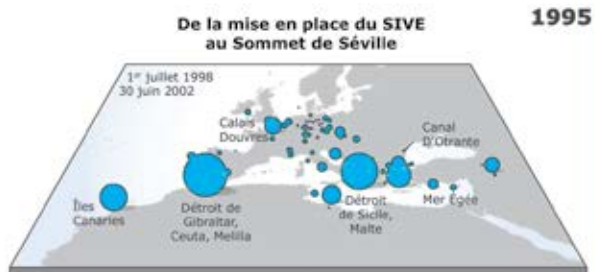 1995
De la mise en place du SIVE
au Sommet de Séville
1er juillet 1998
30 juin 2002
Calais
Douvres
Canal
D'Otrante
Îles
Canaries
Détroit de
Gibraltar,
Ceuta, Melilla
Détroit
de Sicile,
Malte
Mer Egée